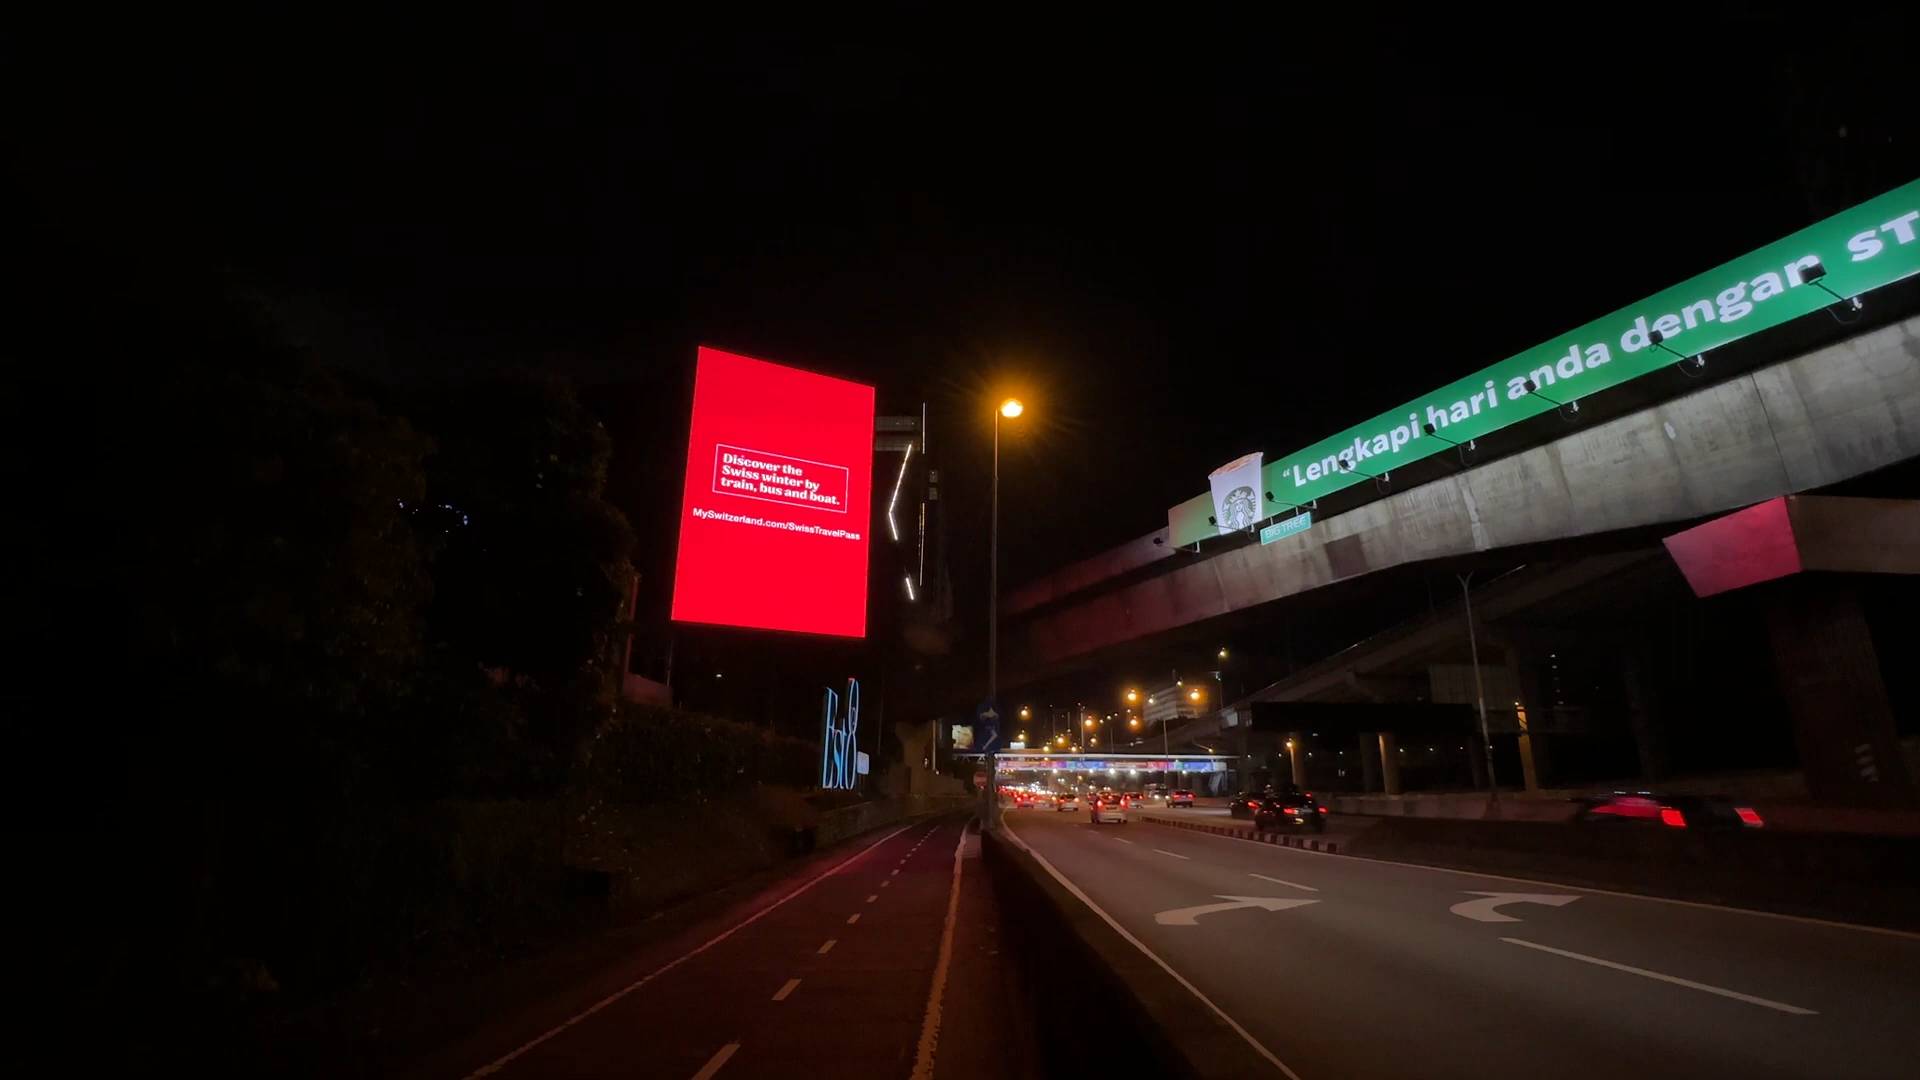 Discover the
Swiss winter by
train, bus and boat.
MySwitzerland.com/SwissTravelPass
"Lengkapi hari anda dengan ST
BIG TREE
Est8